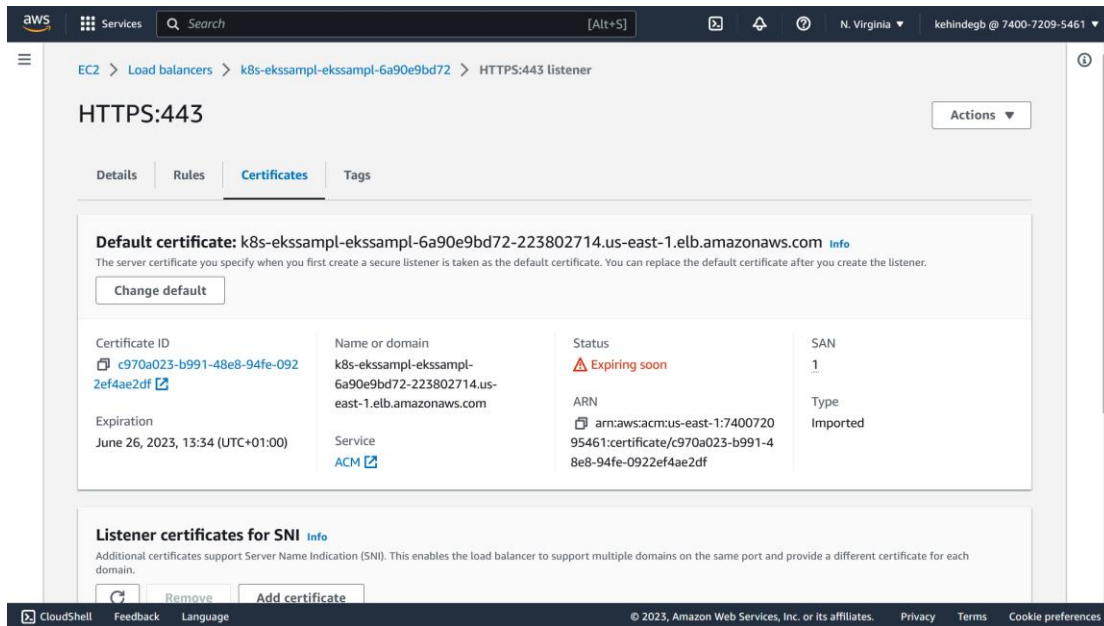 aws
Services
Search
[Alt+S]
N. Virginia ▼
kehindegb @ 7400-7209-5461 ▼
EC2 > Load balancers > k8s-ekssampl-ekssampl-6a90e9bd72 > HTTPS:443 listener
HTTPS:443
Actions ▼
Details
Rules
Certificates
Tags
Default certificate: k8s-ekssampl-ekssampl-6a90e9bd72-223802714.us-east-1.elb.amazonaws.com Info
The server certificate you specify when you first create a secure listener is taken as the default certificate. You can replace the default certificate after you create the listener.
Change default
Certificate ID
c970a023-b991-48e8-94fe-092
2ef4ae2df
Expiration
June 26, 2023, 13:34 (UTC+01:00)
Name or domain
k8s-ekssampl-ekssampl-
6a90e9bd72-223802714.us-
east-1.elb.amazonaws.com
Service
ACM
Status
Expiring soon
ARN
arn:aws:acm:us-east-1:7400720
95461:certificate/c970a023-b991-4
8e8-94fe-0922ef4ae2df
SAN
1
Type
Imported
Listener certificates for SNI Info
Additional certificates support Server Name Indication (SNI). This enables the load balancer to support multiple domains on the same port and provide a different certificate for each
domain.
Remove
Add certificate
CloudShell
Feedback
Language
© 2023, Amazon Web Services, Inc. or its affiliates.
Privacy
Terms
Cookie preferences